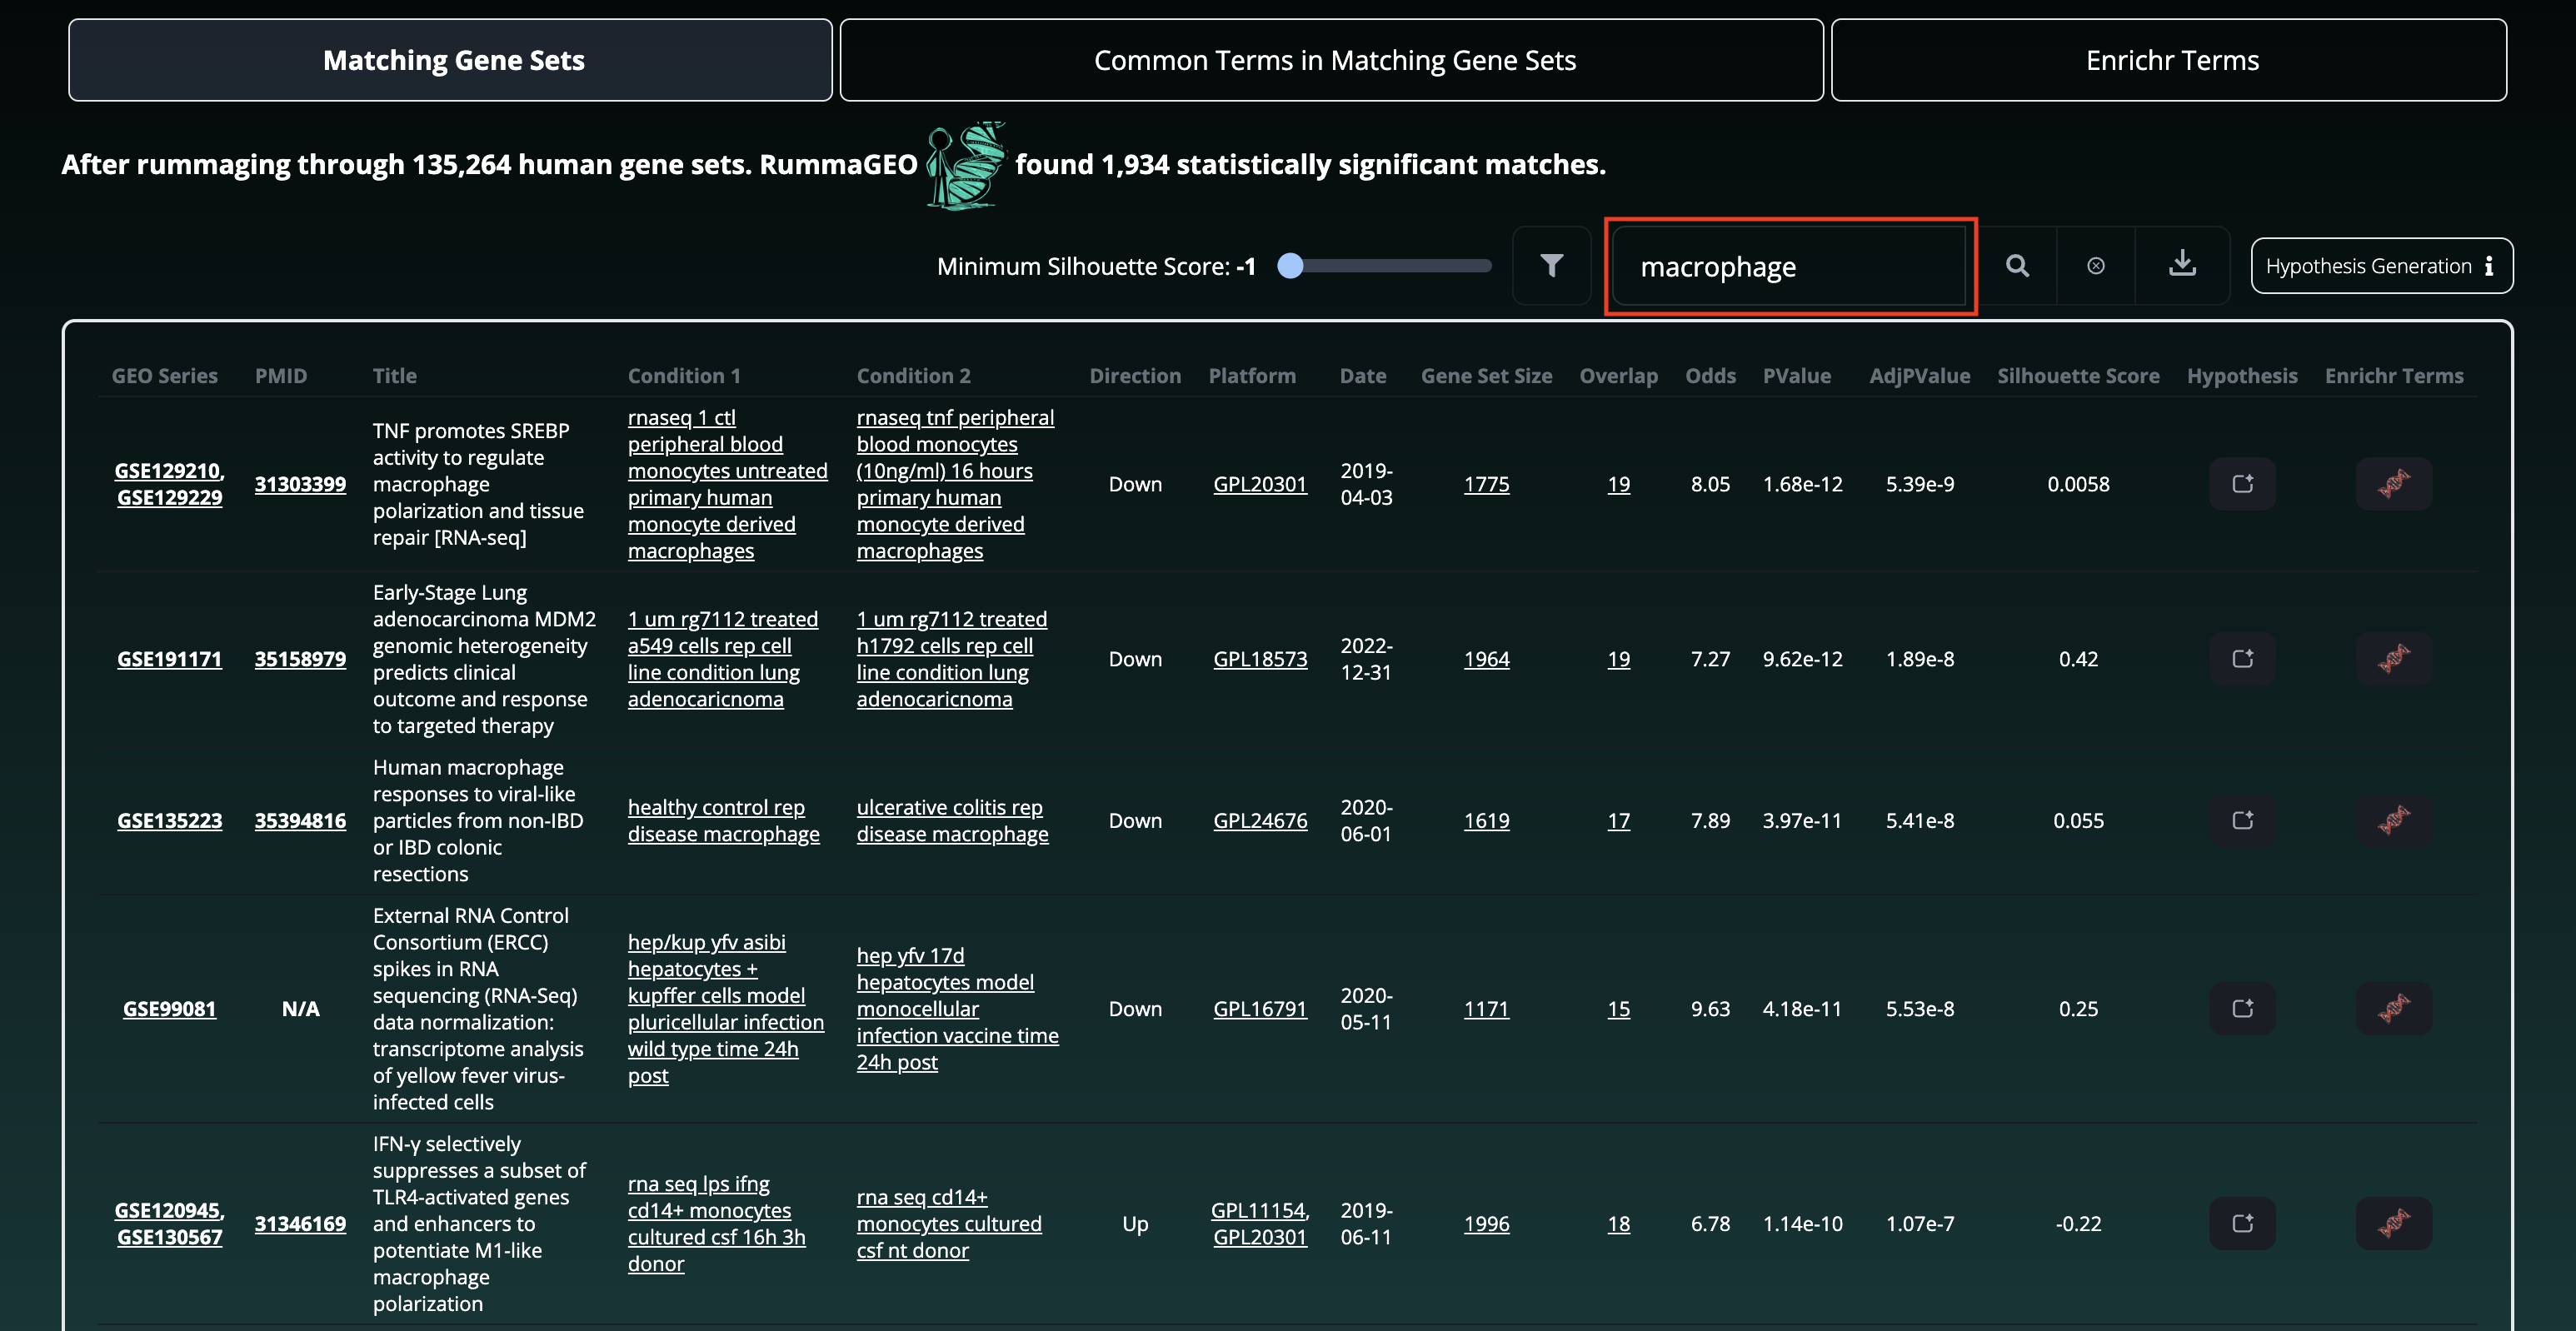 Matching Gene Sets
Common Terms in Matching Gene Sets
Enrichr Terms
After rummaging through 135,264 human gene sets. RummaGEO found 1,934 statistically significant matches.
Minimum Silhouette Score: -1
macrophage
Hypothesis Generation i
GEO Series PMID Title Condition 1 Condition 2 Direction Platform Date Gene Set Size Overlap Odds PValue AdjPValue Silhouette Score Hypothesis Enrichr Terms
GSE129210,
GSE129229
31303399
TNF promotes SREBP
activity to regulate
macrophage
polarization and tissue
repair [RNA-seq]
rnaseq 1 ctl
peripheral blood
monocytes untreated
primary human
monocyte derived
macrophages
rnaseq tnf peripheral
blood monocytes
(10ng/ml) 16 hours
primary human
monocyte derived
macrophages
Down
GPL20301
2019-
04-03
1775
19
8.05
1.68e-12
5.39e-9
0.0058
GSE191171
35158979
Early-Stage Lung
adenocarcinoma MDM2
genomic heterogeneity
predicts clinical
outcome and response
to targeted therapy
1 um rg7112 treated
a549 cells rep cell
line condition lung
adenocaricnoma
1 um rg7112 treated
h1792 cells rep cell
line condition lung
adenocaricnoma
Down
GPL18573
2022-
12-31
1964
19
7.27
9.62e-12
1.89e-8
0.42
GSE135223
35394816
Human macrophage
responses to viral-like
particles from non-IBD
or IBD colonic
resections
healthy control rep
disease macrophage
ulcerative colitis rep
disease macrophage
Down
GPL24676
2020-
06-01
1619
17
7.89
3.97e-11
5.41e-8
0.055
GSE99081
N/A
External RNA Control
Consortium (ERCC)
spikes in RNA
sequencing (RNA-Seq)
data normalization:
transcriptome analysis
of yellow fever virus-
infected cells
hep/kup yfv asibi
hepatocytes +
kupffer cells model
pluricellular infection
wild type time 24h
post
hep yfv 17d
hepatocytes model
monocellular
infection vaccine time
24h post
Down
GPL16791
2020-
05-11
1171
15
9.63
4.18e-11
5.53e-8
0.25
GSE120945,
GSE130567
31346169
IFN-γ selectively
suppresses a subset of
TLR4-activated genes
and enhancers to
potentiate M1-like
macrophage
polarization
rna seq lps ifng
cd14+ monocytes
cultured csf 16h 3h
donor
rna seq cd14+
monocytes cultured
csf nt donor
Up
GPL11154,
GPL20301
2019-
06-11
1996
18
6.78
1.14e-10
1.07e-7
-0.22